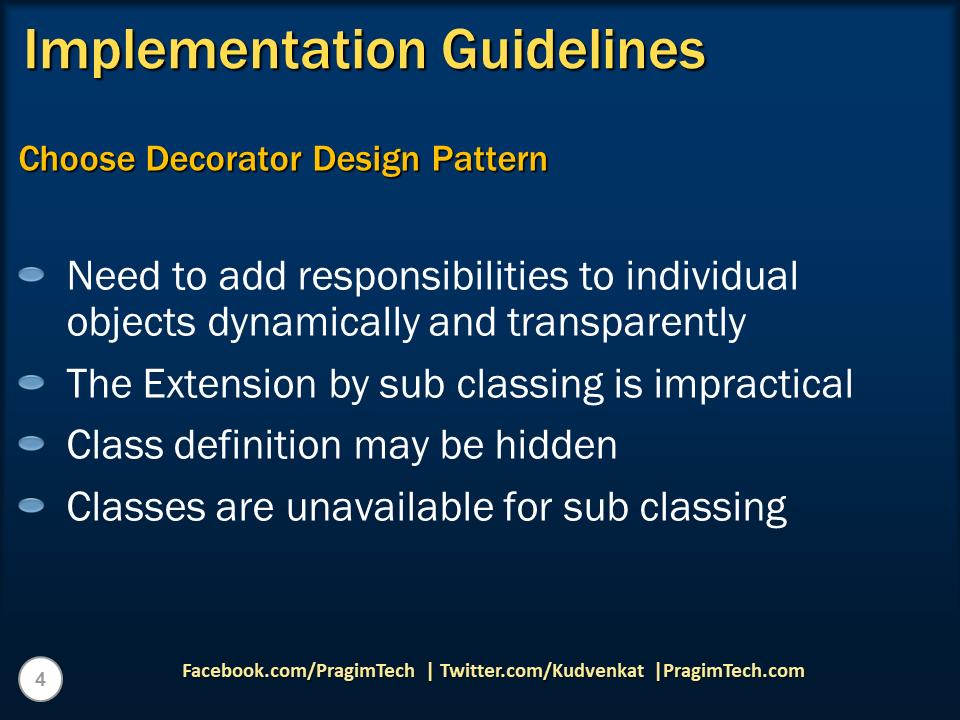 Implementation Guidelines
Choose Decorator Design Pattern
Need to add responsibilities to individual
objects dynamically and transparently
The Extension by sub classing is impractical
Class definition may be hidden
Classes are unavailable for sub classing
4
Facebook.com/PragimTech | Twitter.com/Kudvenkat |PragimTech.com